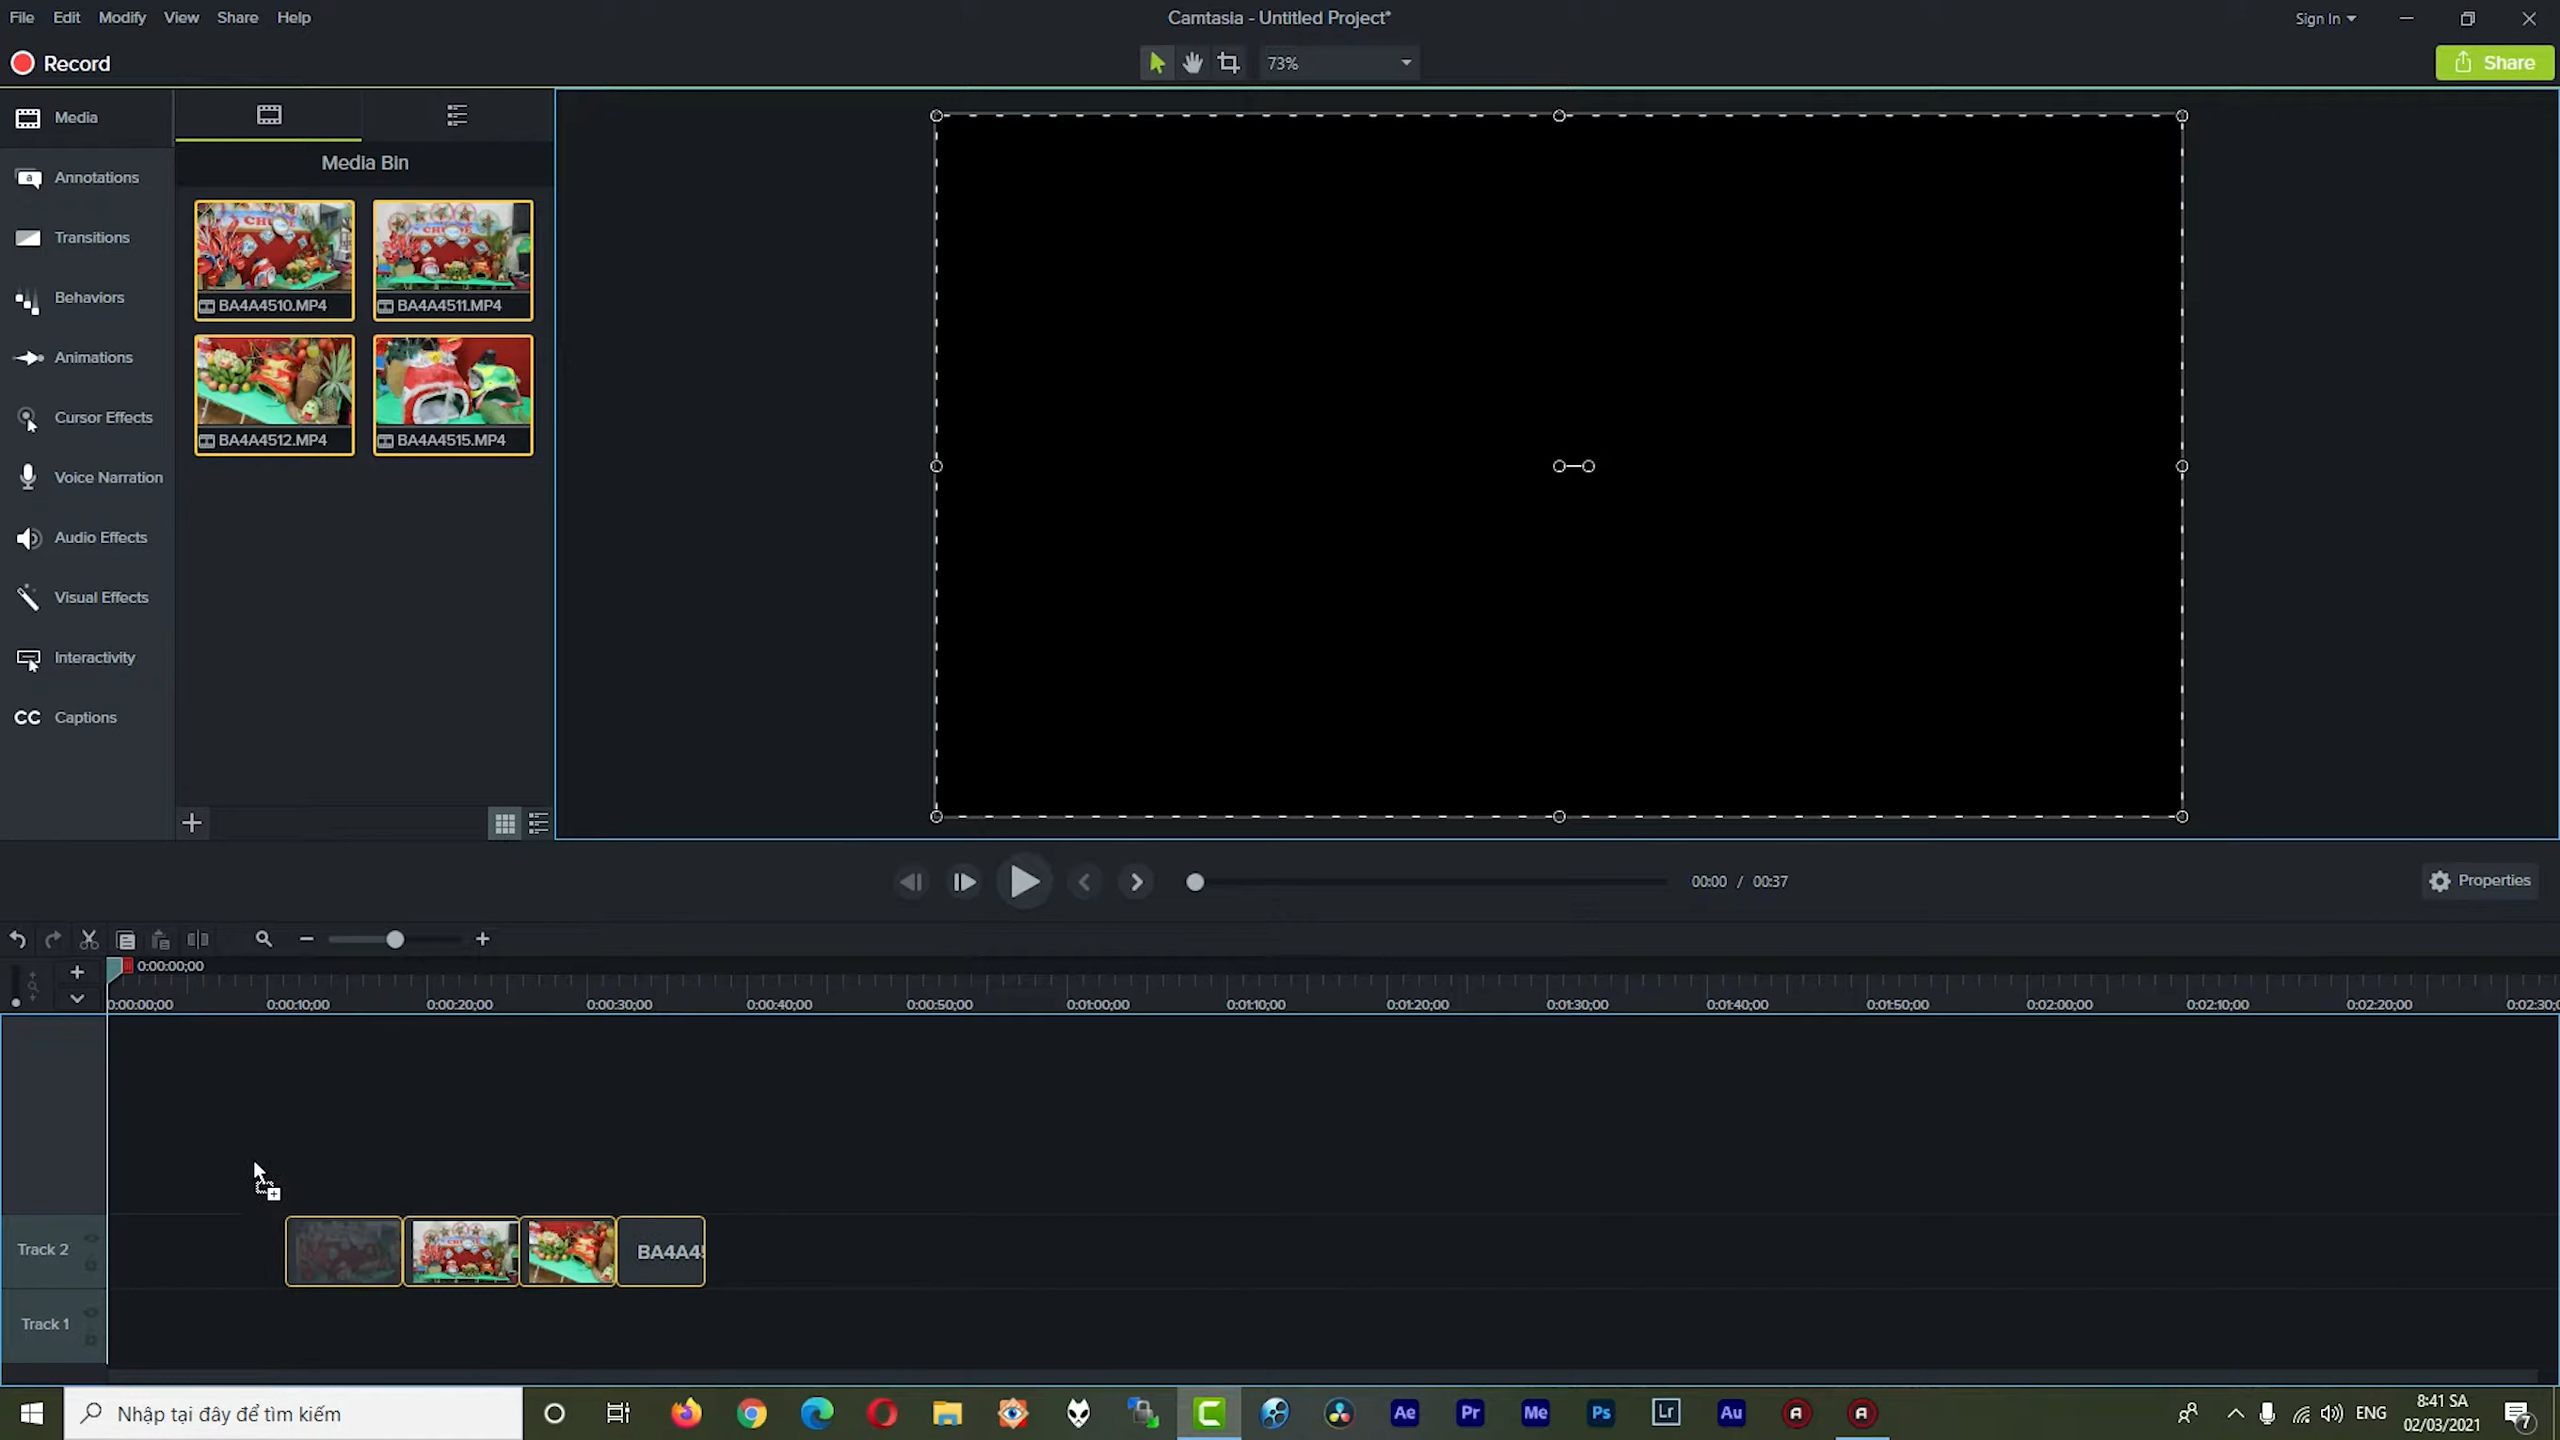 File Edit Modify View Share Help
Camtasia - Untitled Project*
Sign In
Record
73%
Share
Media
Annotations
Transitions
Behaviors
Animations
Cursor Effects
Voice Narration
Audio Effects
Visual Effects
Interactivity
CC Captions
Media Bin
BA4A4510.MP4 BA4A4511.MP4
BA4A4512.MP4 BA4A4515.MP4
00:00 / 00:37
Properties
0:00:00;00
0:00:00;00 0:00:10;00 0:00:20;00 0:00:30;00 0:00:40;00 0:00:50;00 0:01:00;00 0:01:10;00 0:01:20;00 0:01:30;00 0:01:40;00 0:01:50;00 0:02:00;00 0:02:10;00 0:02:20;00 0:02:30;
Track 2
BA4A4
Track 1
Nhập tại đây để tìm kiếm
Ae Pr Me Ps Lr Au
ENG
8:41 SA
02/03/2021
7